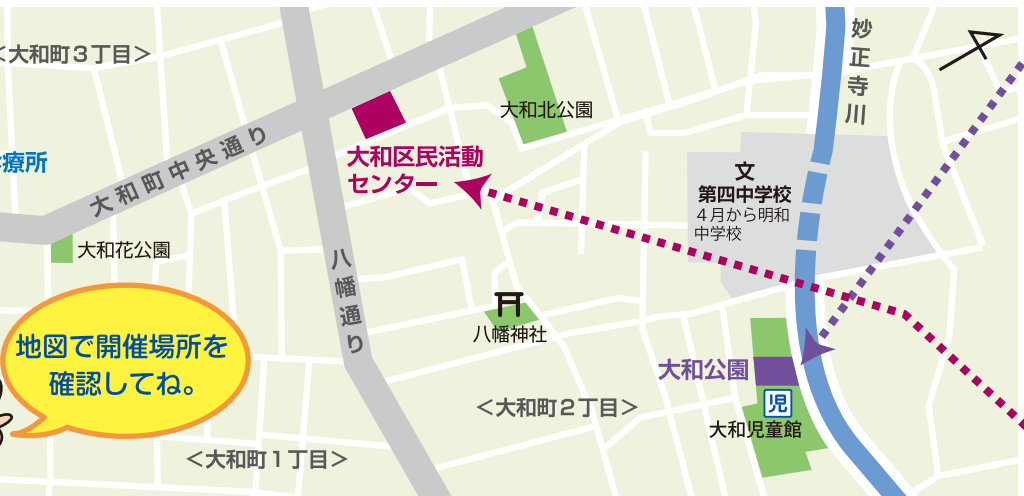 ＜大和町３丁目＞
妙正寺川
大和北公園
大和町中央通り
療所
大和区民活動
センター
文
第四中学校
４月から明和
中学校
大和花公園
八幡通り
八幡神社
地図で開催場所を
確認してね。
大和公園
児
大和児童館
＜大和町２丁目＞
＜大和町１丁目＞